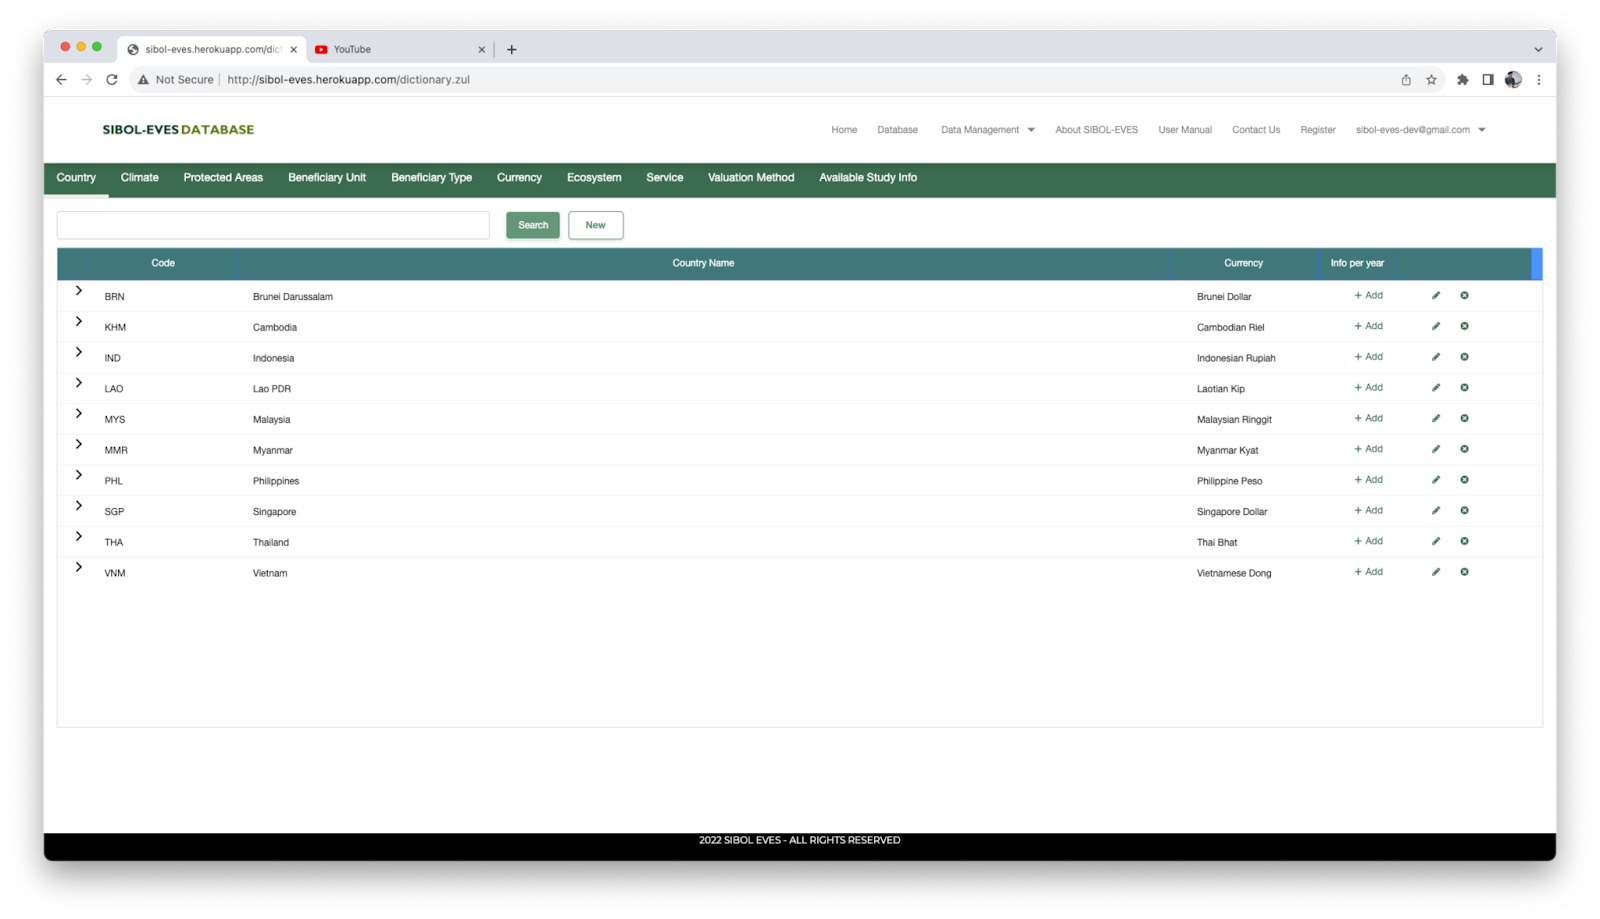 sibol-eves.herokuapp.com/dic
YouTube
Not Secure http://sibol-eves.herokuapp.com/dictionary.zul
SIBOL-EVES DATABASE
Home Database Data Management About SIBOL-EVES User Manual Contact Us Register sibol-eves-dev@gmail.com
Country Climate Protected Areas Beneficiary Unit Beneficiary Type Currency Ecosystem Service Valuation Method Available Study Info
Search New
Code Country Name Currency Info per year
BRN Brunei Darussalam Brunei Dollar + Add
KHM Cambodia Cambodian Riel + Add
IND Indonesia Indonesian Rupiah + Add
LAO Lao PDR Laotian Kip + Add
MYS Malaysia Malaysian Ringgit + Add
MMR Myanmar Myanmar Kyat + Add
PHL Philippines Philippine Peso + Add
SGP Singapore Singapore Dollar + Add
THA Thailand Thai Bhat + Add
VNM Vietnam Vietnamese Dong + Add
2022 SIBOL EVES - ALL RIGHTS RESERVED